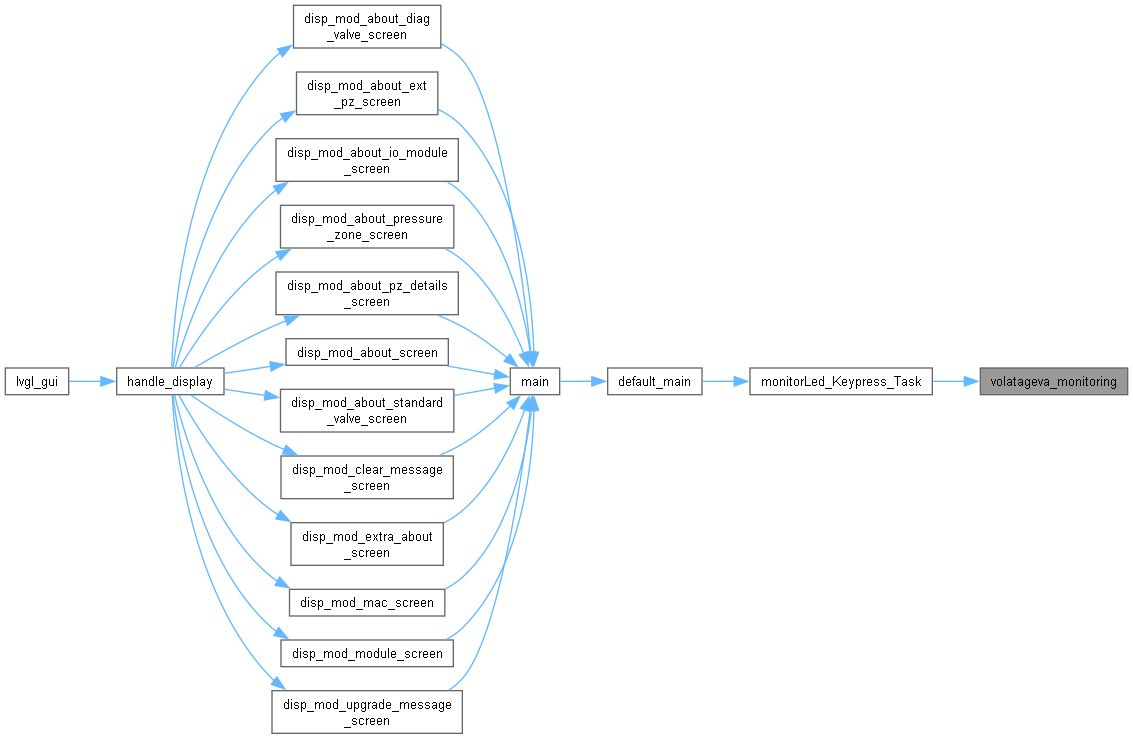 disp_mod_about_diag
_valve_screen
disp_mod_about_ext
_pz_screen
disp_mod_about_io_module
_screen
disp_mod_about_pressure
_zone_screen
disp_mod_about_pz_details
_screen
disp_mod_about_screen
lvgl_gui
handle_display
main
default_main
monitorLed_Keypress_Task
volatageva_monitoring
disp_mod_about_standard
_valve_screen
disp_mod_clear_message
_screen
disp_mod_extra_about
_screen
disp_mod_mac_screen
disp_mod_module_screen
disp_mod_upgrade_message
_screen